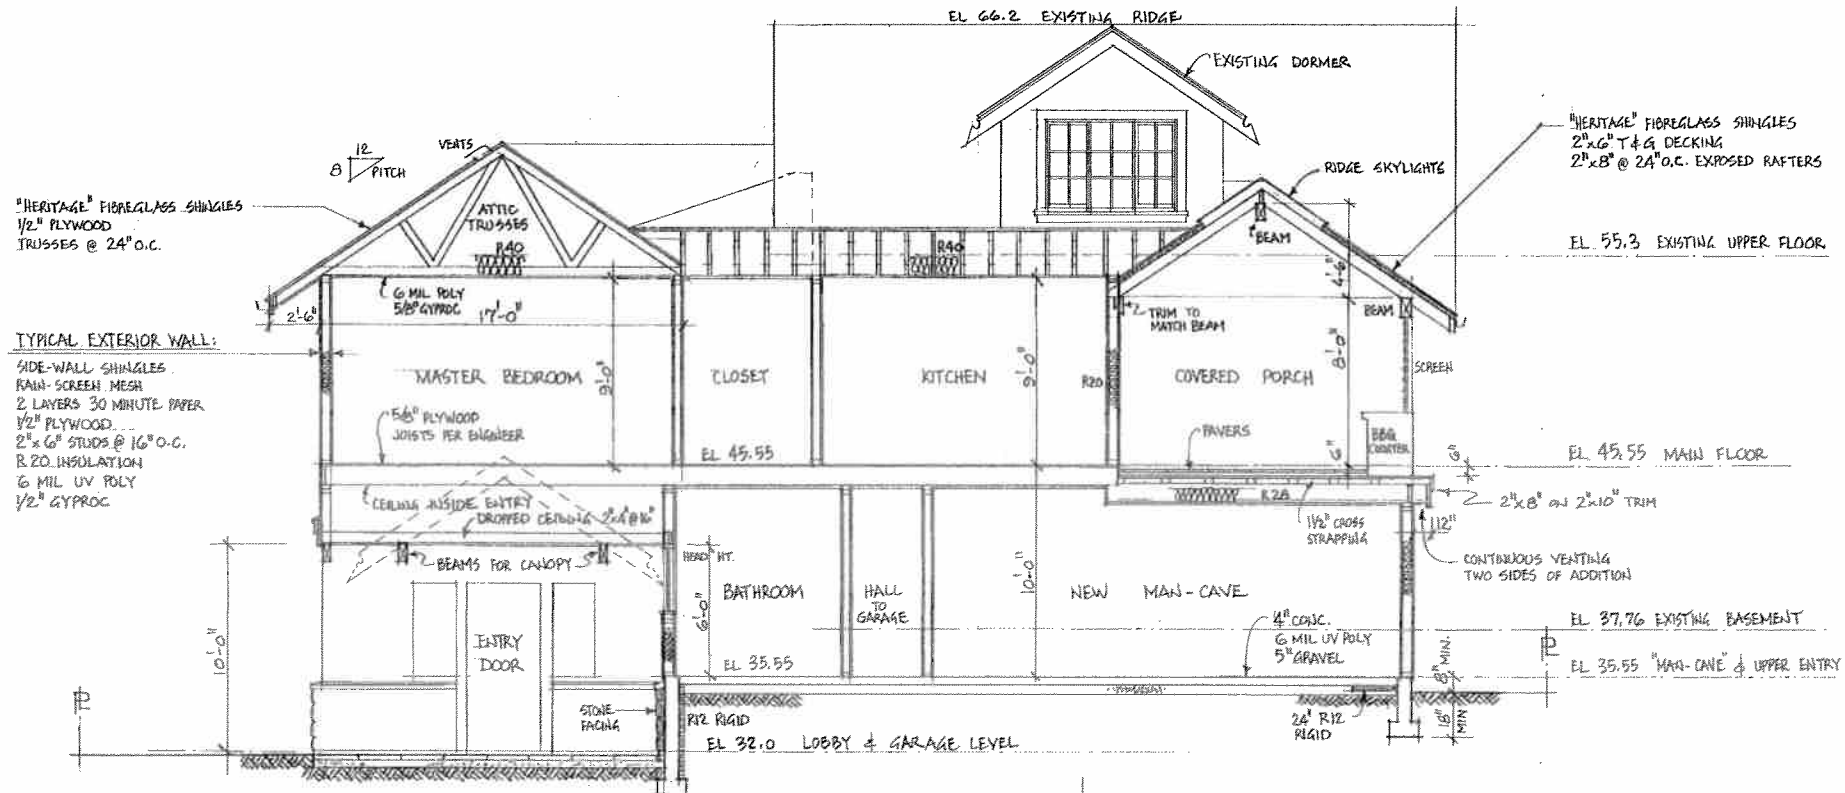 EL 66.2 EXISTING RIDGE
EXISTING DORMER
"HERITAGE" FIBREGLASS SHINGLES
2"x6" T & G DECKING
2"x8" @ 24" O.C. EXPOSED RAFTERS
RIDGE SKYLIGHTS
12
8
PITCH
VENTS
"HERITAGE" FIBREGLASS SHINGLES
1/2" PLYWOOD
TRUSSES @ 24" O.C.
ATTIC
TRUSSES
R40
R40
BEAM
EL 55.3 EXISTING UPPER FLOOR
4'-6"
6 MIL POLY
5/8" GYPROC
2'-6"
17'-0"
TRIM TO
MATCH BEAM
BEAM
TYPICAL EXTERIOR WALL:
SIDE-WALL SHINGLES
RAIN-SCREEN MESH
2 LAYERS 30 MINUTE PAPER
1/2" PLYWOOD
2"x6" STUDS @ 16" O.C.
R20 INSULATION
6 MIL UV POLY
1/2" GYPROC
MASTER BEDROOM
9'-0"
CLOSET
KITCHEN
9'-0"
R20
COVERED PORCH
8'-0"
SCREEN
5/8" PLYWOOD
JOISTS PER ENGINEER
EL 45.55
PAVERS
6"
BBQ
COUNTER
6"
EL 45.55 MAIN FLOOR
CEILING INSIDE ENTRY
DROPPED CEILING 2"x4"@16"
R28
1 1/2" CROSS
STRAPPING
2"x8" ON 2"x10" TRIM
112"
CONTINUOUS VENTING
TWO SIDES OF ADDITION
BEAMS FOR CANOPY
HEAD HT.
6'-0"
BATHROOM
HALL
TO
GARAGE
10'-0"
NEW MAN-CAVE
10'-0"
ENTRY
DOOR
EL 35.55
4" CONC.
6 MIL UV POLY
5" GRAVEL
EL 37.76 EXISTING BASEMENT
EL 35.55 "MAN-CAVE" & UPPER ENTRY
8" MIN.
PL
PL
STONE
FACING
R12 RIGID
24" R12
RIGID
18"
MIN
EL 32.0 LOBBY & GARAGE LEVEL